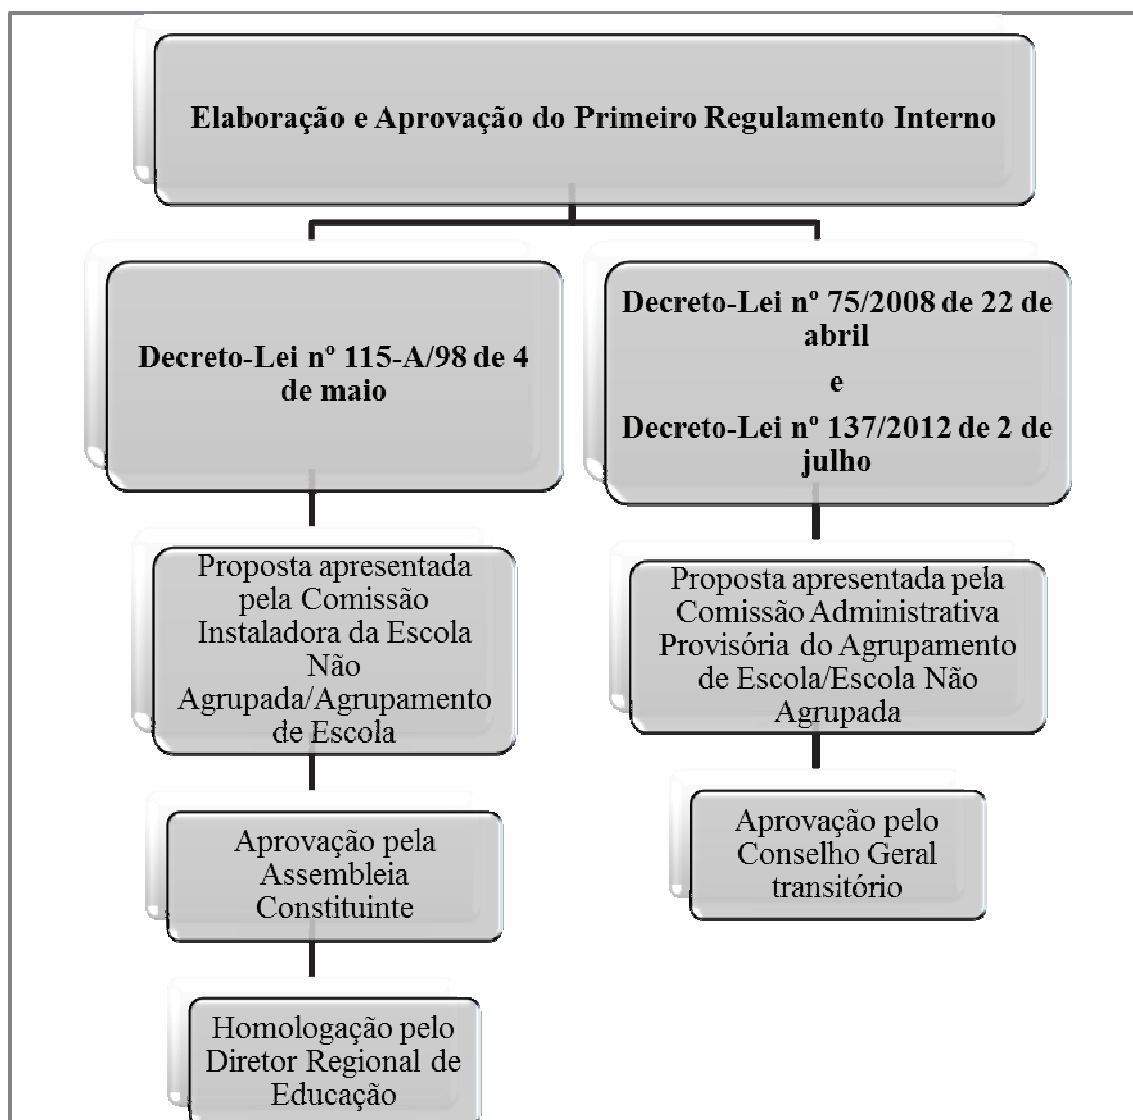 Elaboração e Aprovação do Primeiro Regulamento Interno
Decreto-Lei nº 115-A/98 de 4
de maio
Decreto-Lei nº 75/2008 de 22 de
abril
e
Decreto-Lei nº 137/2012 de 2 de
julho
Proposta apresentada
pela Comissão
Instaladora da Escola
Não
Agrupada/Agrupamento
de Escola
Proposta apresentada pela
Comissão Administrativa
Provisória do Agrupamento
de Escola/Escola Não
Agrupada
Aprovação pela
Assembleia
Constituinte
Aprovação pelo
Conselho Geral
transitório
Homologação pelo
Diretor Regional de
Educação